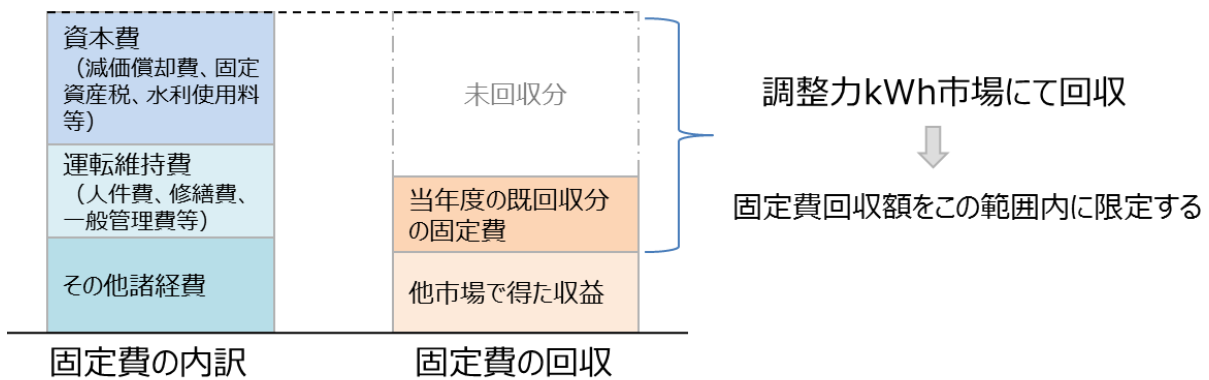 資本費
（減価償却費、固定
資産税、水利使用料
等）
運転維持費
（人件費、修繕費、
一般管理費等）
その他諸経費
固定費の内訳
未回収分
当年度の既回収分
の固定費
他市場で得た収益
固定費の回収
調整力kWh市場にて回収
固定費回収額をこの範囲内に限定する